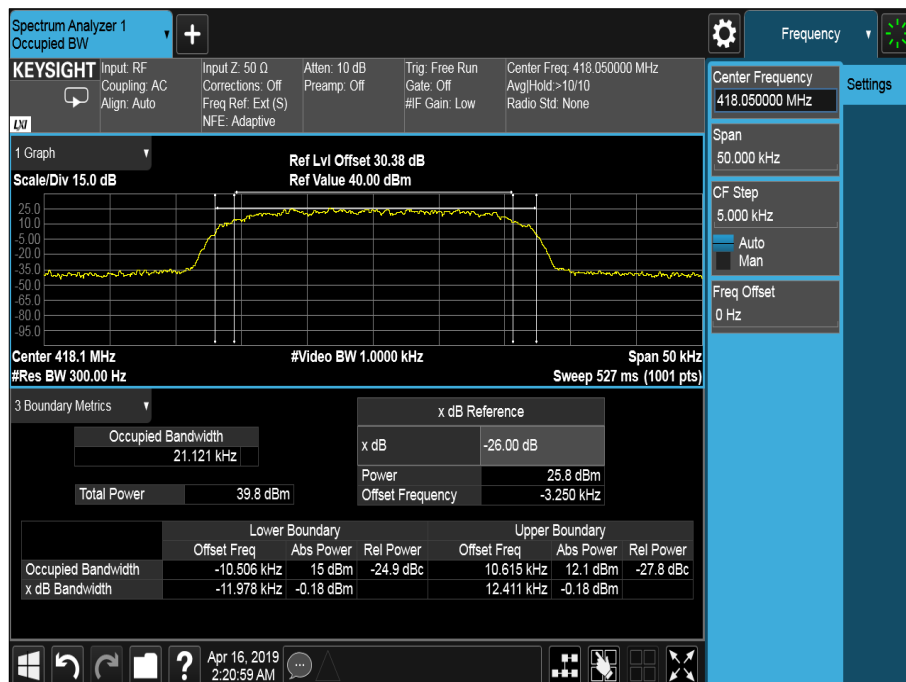 Spectrum Analyzer 1
Occupied BW
Frequency
KEYSIGHT
LXI
Input: RF
Coupling: AC
Align: Auto
Input Z: 50 Ω
Corrections: Off
Freq Ref: Ext (S)
NFE: Adaptive
Atten: 10 dB
Preamp: Off
Trig: Free Run
Gate: Off
#IF Gain: Low
Center Freq: 418.050000 MHz
Avg|Hold:>10/10
Radio Std: None
Center Frequency
418.050000 MHz
Settings
Span
50.000 kHz
CF Step
5.000 kHz
Auto
Man
Freq Offset
0 Hz
1 Graph
Scale/Div 15.0 dB
Ref Lvl Offset 30.38 dB
Ref Value 40.00 dBm
25.0
10.0
-5.00
-20.0
-35.0
-50.0
-65.0
-80.0
-95.0
Center 418.1 MHz #Video BW 1.0000 kHz Span 50 kHz
#Res BW 300.00 Hz Sweep 527 ms (1001 pts)
3 Boundary Metrics
Occupied Bandwidth
21.121 kHz
Total Power 39.8 dBm
x dB Reference
x dB -26.00 dB
Power 25.8 dBm
Offset Frequency -3.250 kHz
Lower Boundary Upper Boundary
Offset Freq Abs Power Rel Power Offset Freq Abs Power Rel Power
Occupied Bandwidth -10.506 kHz 15 dBm -24.9 dBc 10.615 kHz 12.1 dBm -27.8 dBc
x dB Bandwidth -11.978 kHz -0.18 dBm 12.411 kHz -0.18 dBm
?
Apr 16, 2019
2:20:59 AM